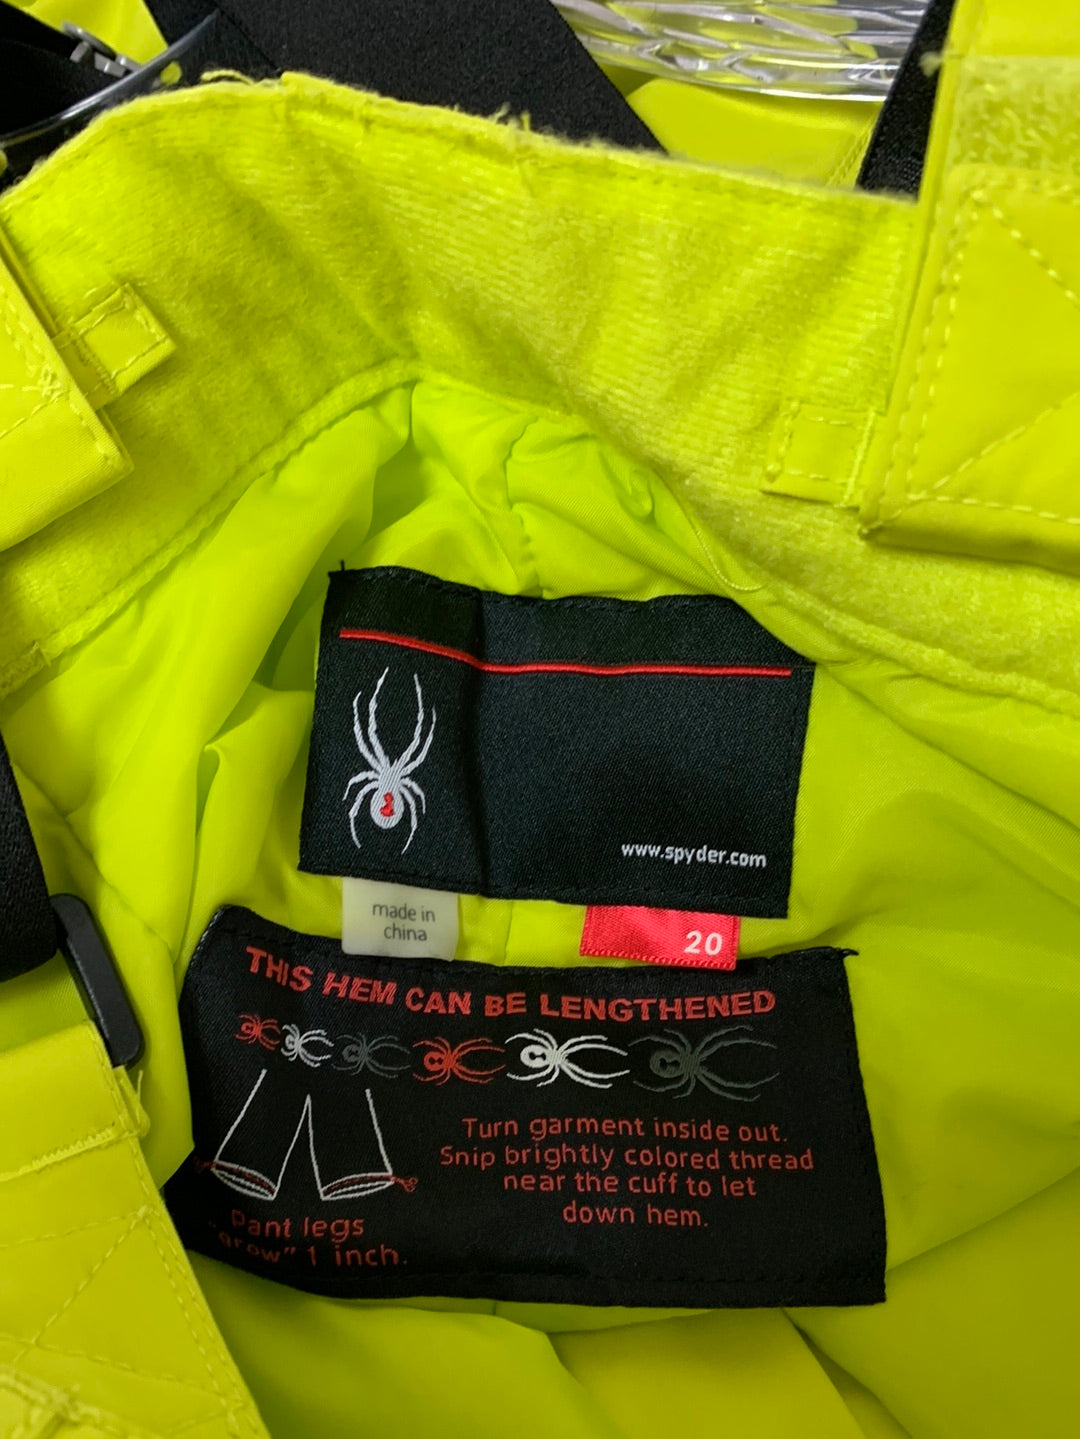 www.spyder.com
made in
china
20
THIS HEM CAN BE LENGTHENED
Turn garment inside out.
Snip brightly colored thread
near the cuff to let
down hem.
Pant legs
"grow" 1 inch.